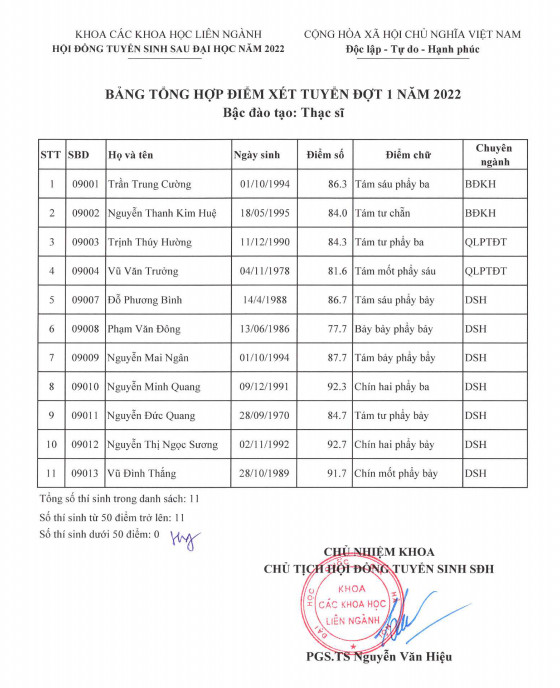 KHOA CÁC KHOA HỌC LIÊN NGÀNH
HỘI ĐỒNG TUYỂN SINH SAU ĐẠI HỌC NĂM 2022
CỘNG HÒA XÃ HỘI CHỦ NGHĨA VIỆT NAM
Độc lập - Tự do - Hạnh phúc
BẢNG TỔNG HỢP ĐIỂM XÉT TUYỂN ĐỢT 1 NĂM 2022
Bậc đào tạo: Thạc sĩ
STT SBD Họ và tên Ngày sinh Điểm số Điểm chữ Chuyên ngành
1 09001 Trần Trung Cường 01/10/1994 86.3 Tám sáu phẩy ba BĐKH
2 09002 Nguyễn Thanh Kim Huệ 18/05/1995 84.0 Tám tư chẵn BĐKH
3 09003 Trịnh Thúy Hường 11/12/1990 84.3 Tám tư phẩy ba QLPTĐT
4 09004 Vũ Văn Trưởng 04/11/1978 81.6 Tám mốt phẩy sáu QLPTĐT
5 09007 Đỗ Phương Bình 14/4/1988 86.7 Tám sáu phẩy bảy DSH
6 09008 Phạm Văn Đông 13/06/1986 77.7 Bảy bảy phẩy bảy DSH
7 09009 Nguyễn Mai Ngân 01/10/1994 87.7 Tám bảy phẩy bẩy DSH
8 09010 Nguyễn Minh Quang 09/12/1991 92.3 Chín hai phẩy ba DSH
9 09011 Nguyễn Đức Quang 28/09/1970 84.7 Tám tư phẩy bảy DSH
10 09012 Nguyễn Thị Ngọc Sương 02/11/1992 92.7 Chín hai phẩy bảy DSH
11 09013 Vũ Đình Thắng 28/10/1989 91.7 Chín mốt phẩy bảy DSH
Tổng số thí sinh trong danh sách: 11
Số thí sinh từ 50 điểm trở lên: 11
Số thí sinh dưới 50 điểm: 0
CHỦ NHIỆM KHOA
CHỦ TỊCH HỘI ĐỒNG TUYỂN SINH SĐH
KHOA
CÁC KHOA HỌC
LIÊN NGÀNH
PGS.TS Nguyễn Văn Hiệu